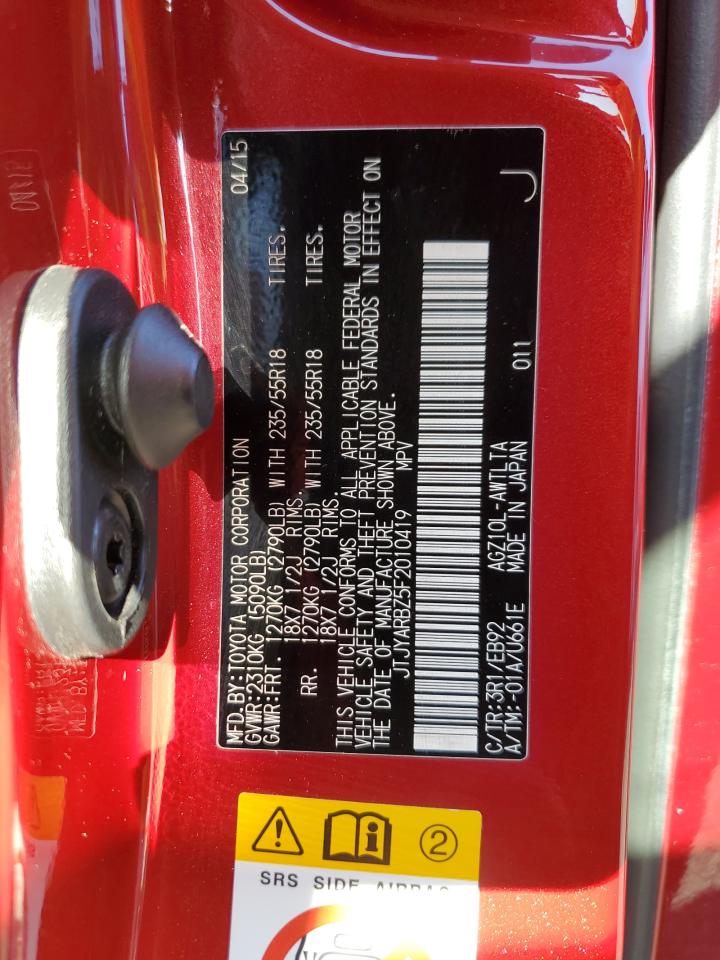 MFD.BY:TOYOTA MOTOR CORPORATION 04/15
GVWR:2310KG (5090LB)
GAWR:FRT. 1270KG (2790LB) WITH 235/55R18 TIRES.
18X7 1/2J RIMS.
RR. 1270KG (2790LB) WITH 235/55R18 TIRES.
18X7 1/2J RIMS.
THIS VEHICLE CONFORMS TO ALL APPLICABLE FEDERAL MOTOR
VEHICLE SAFETY AND THEFT PREVENTION STANDARDS IN EFFECT ON
THE DATE OF MANUFACTURE SHOWN ABOVE.
JTJYARBZ5F2010419 MPV
C/TR:3R1/EB92 AGZ10L-AWTLTA 011
A/TM:-01A/U661E MADE IN JAPAN
J
2
SRS SIDE AIRBAG